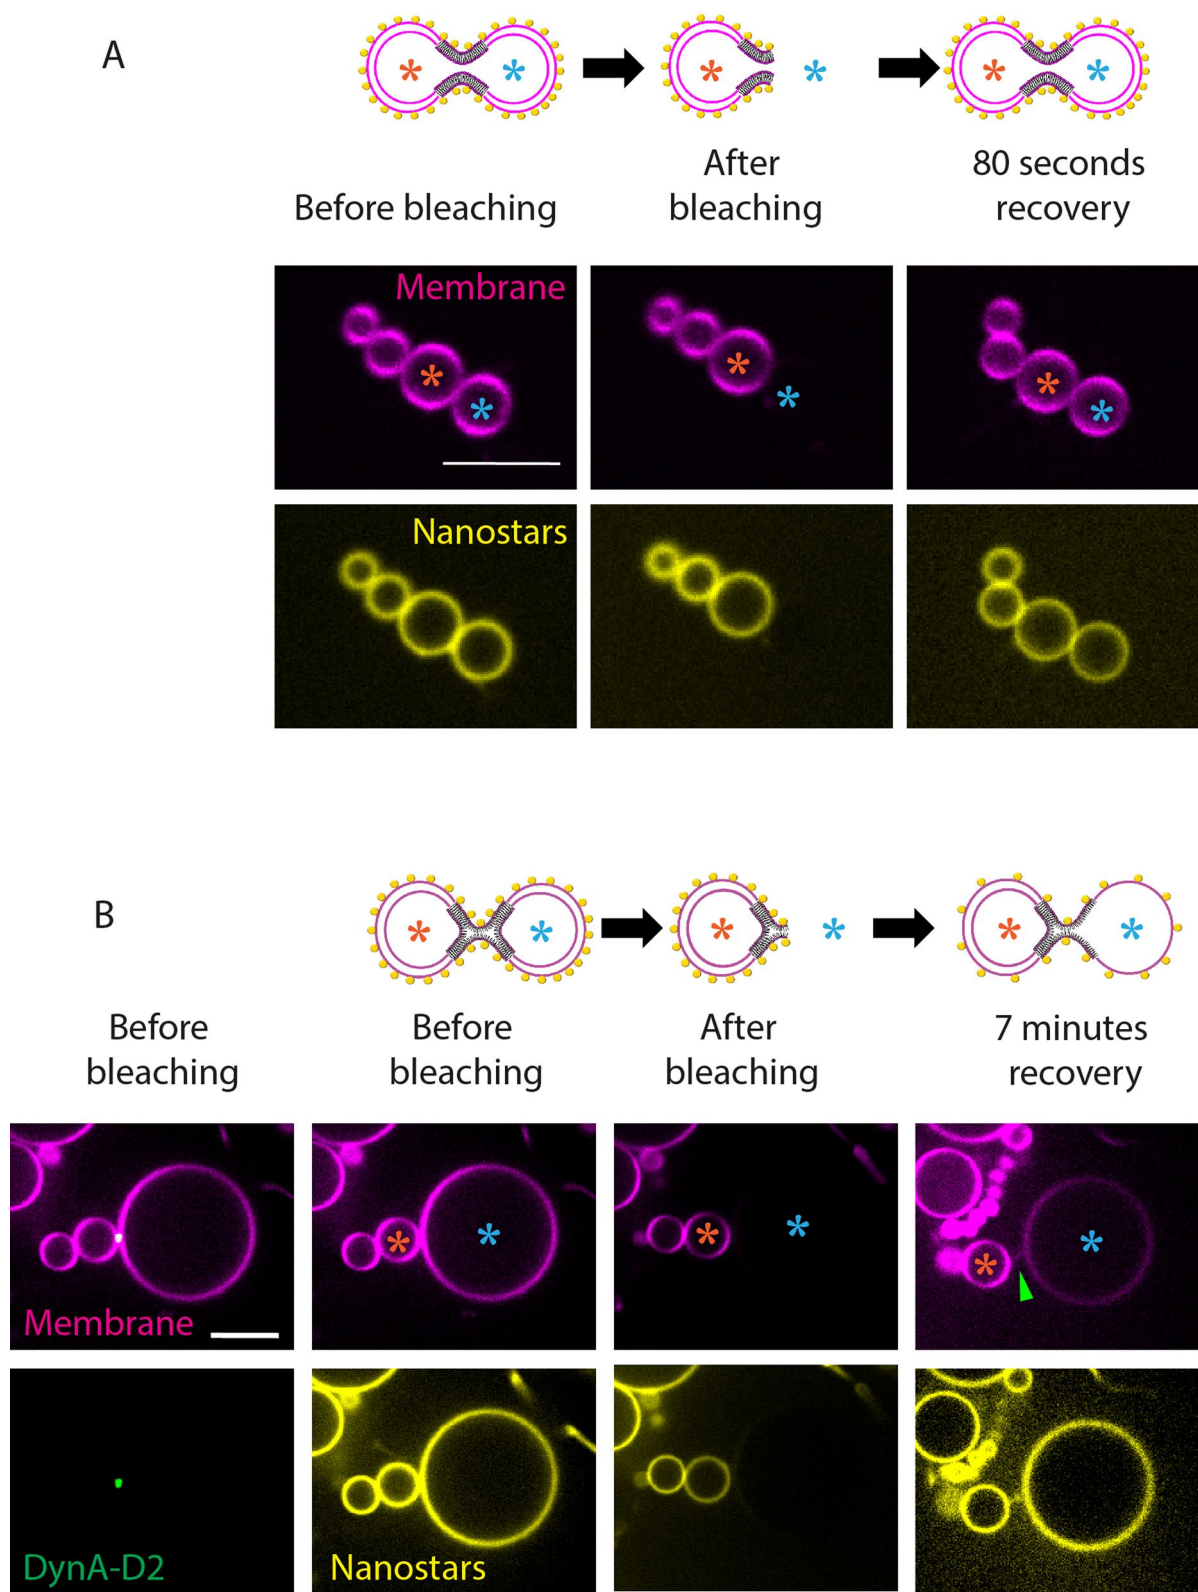 A
Before bleaching
After
bleaching
80 seconds
recovery
Membrane
Nanostars
B
Before
bleaching
Before
bleaching
After
bleaching
7 minutes
recovery
Membrane
DynA-D2
Nanostars